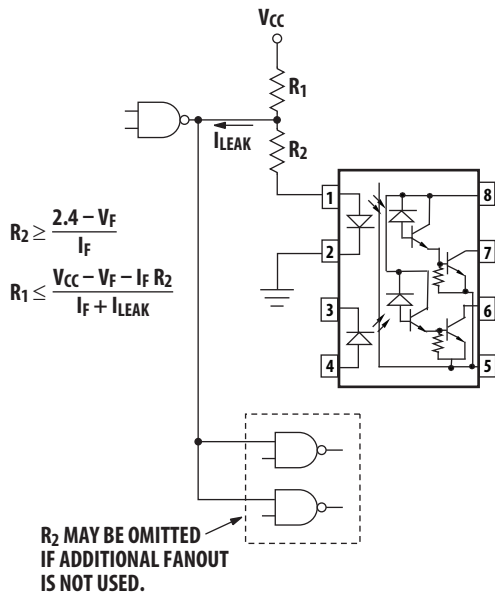 VCC
R1
ILEAK
R2
1
8
R2 ≥ 2.4 – VF
IF
7
2
R1 ≤ VCC – VF – IF R2
IF + ILEAK
3
6
4
5
R2 MAY BE OMITTED
IF ADDITIONAL FANOUT
IS NOT USED.